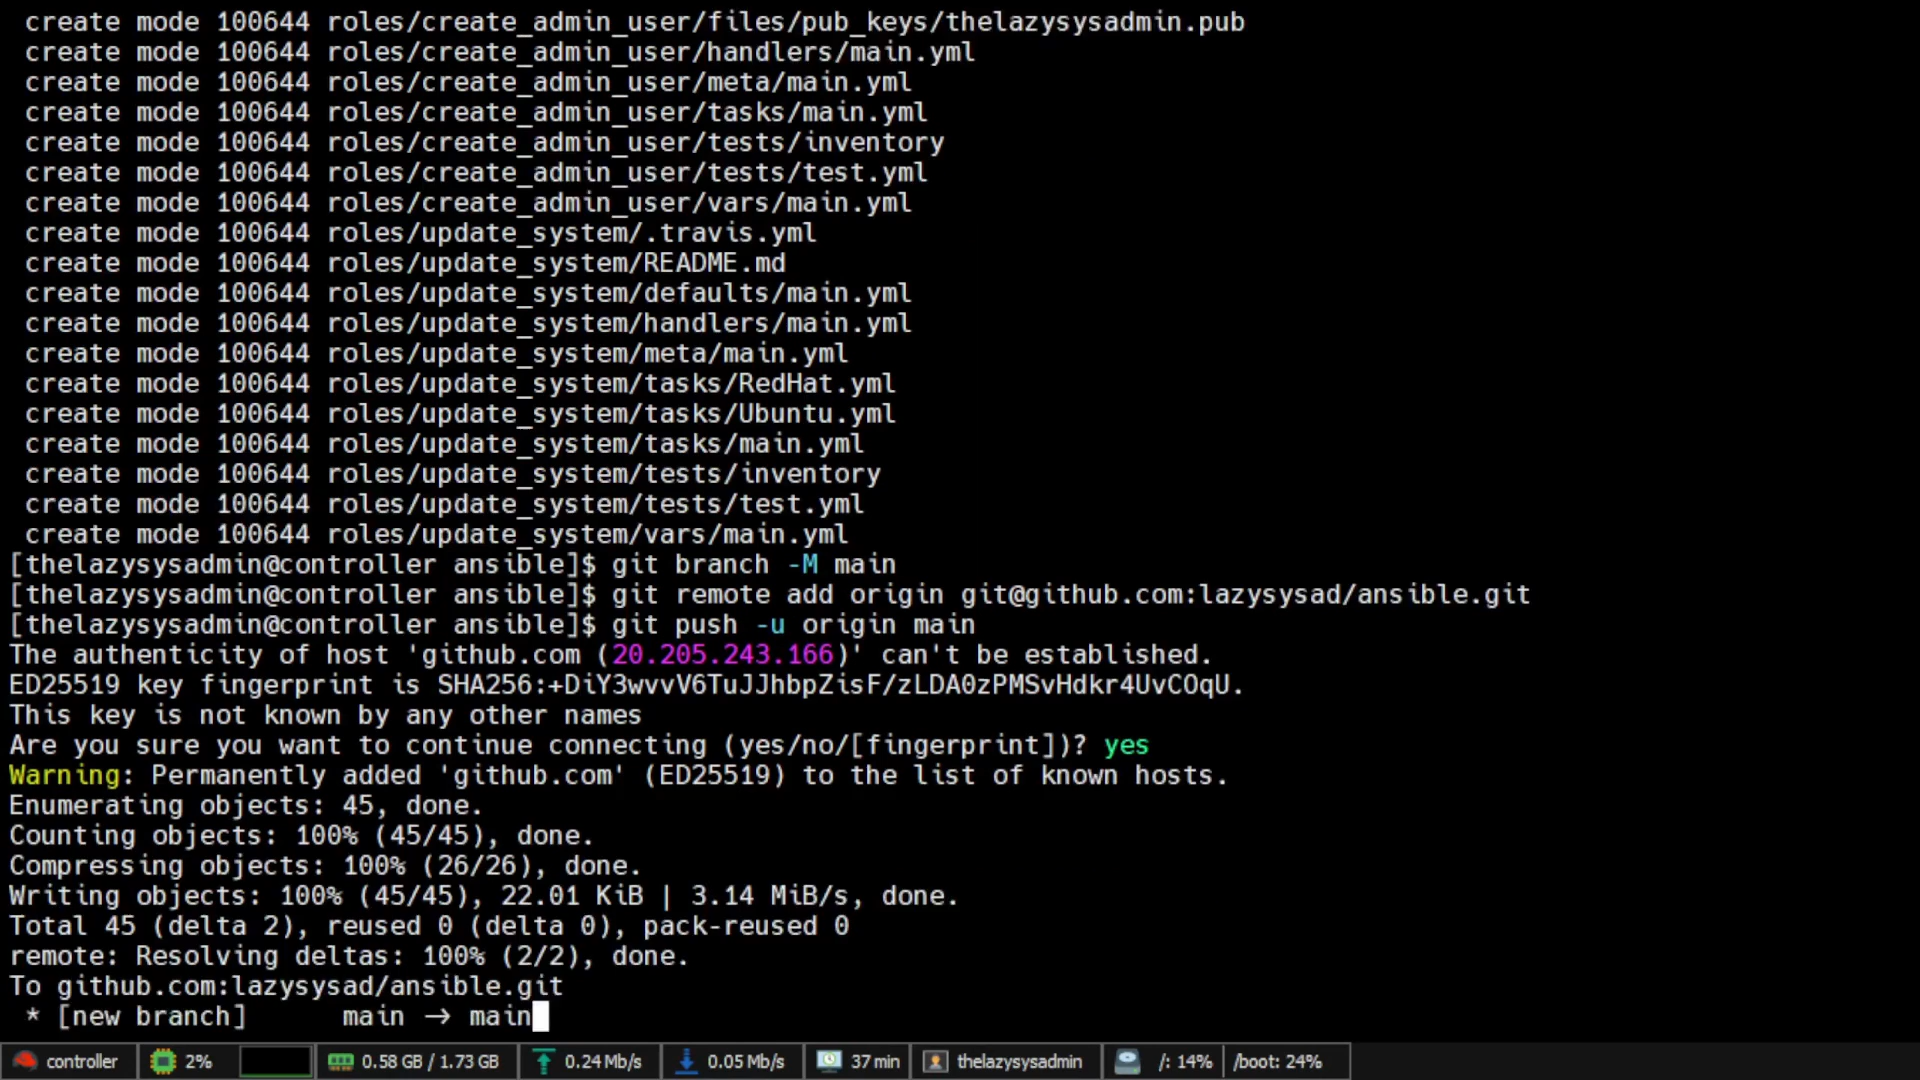 create mode 100644 roles/create_admin_user/files/pub_keys/thelazysysadmin.pub
create mode 100644 roles/create_admin_user/handlers/main.yml
create mode 100644 roles/create_admin_user/meta/main.yml
create mode 100644 roles/create_admin_user/tasks/main.yml
create mode 100644 roles/create_admin_user/tests/inventory
create mode 100644 roles/create_admin_user/tests/test.yml
create mode 100644 roles/create_admin_user/vars/main.yml
create mode 100644 roles/update_system/.travis.yml
create mode 100644 roles/update_system/README.md
create mode 100644 roles/update_system/defaults/main.yml
create mode 100644 roles/update_system/handlers/main.yml
create mode 100644 roles/update_system/meta/main.yml
create mode 100644 roles/update_system/tasks/RedHat.yml
create mode 100644 roles/update_system/tasks/Ubuntu.yml
create mode 100644 roles/update_system/tasks/main.yml
create mode 100644 roles/update_system/tests/inventory
create mode 100644 roles/update_system/tests/test.yml
create mode 100644 roles/update_system/vars/main.yml
[thelazysysadmin@controller ansible]$ git branch -M main
[thelazysysadmin@controller ansible]$ git remote add origin git@github.com:lazysysad/ansible.git
[thelazysysadmin@controller ansible]$ git push -u origin main
The authenticity of host 'github.com (20.205.243.166)' can't be established.
ED25519 key fingerprint is SHA256:+DiY3wvvV6TuJJhbpZisF/zLDA0zPMSvHdkr4UvCOqU.
This key is not known by any other names
Are you sure you want to continue connecting (yes/no/[fingerprint])? yes
Warning: Permanently added 'github.com' (ED25519) to the list of known hosts.
Enumerating objects: 45, done.
Counting objects: 100% (45/45), done.
Compressing objects: 100% (26/26), done.
Writing objects: 100% (45/45), 22.01 KiB | 3.14 MiB/s, done.
Total 45 (delta 2), reused 0 (delta 0), pack-reused 0
remote: Resolving deltas: 100% (2/2), done.
To github.com:lazysysad/ansible.git
* [new branch]      main -> main
controller 2% 0.58 GB / 1.73 GB 0.24 Mb/s 0.05 Mb/s 37 min thelazysysadmin /: 14% /boot: 24%